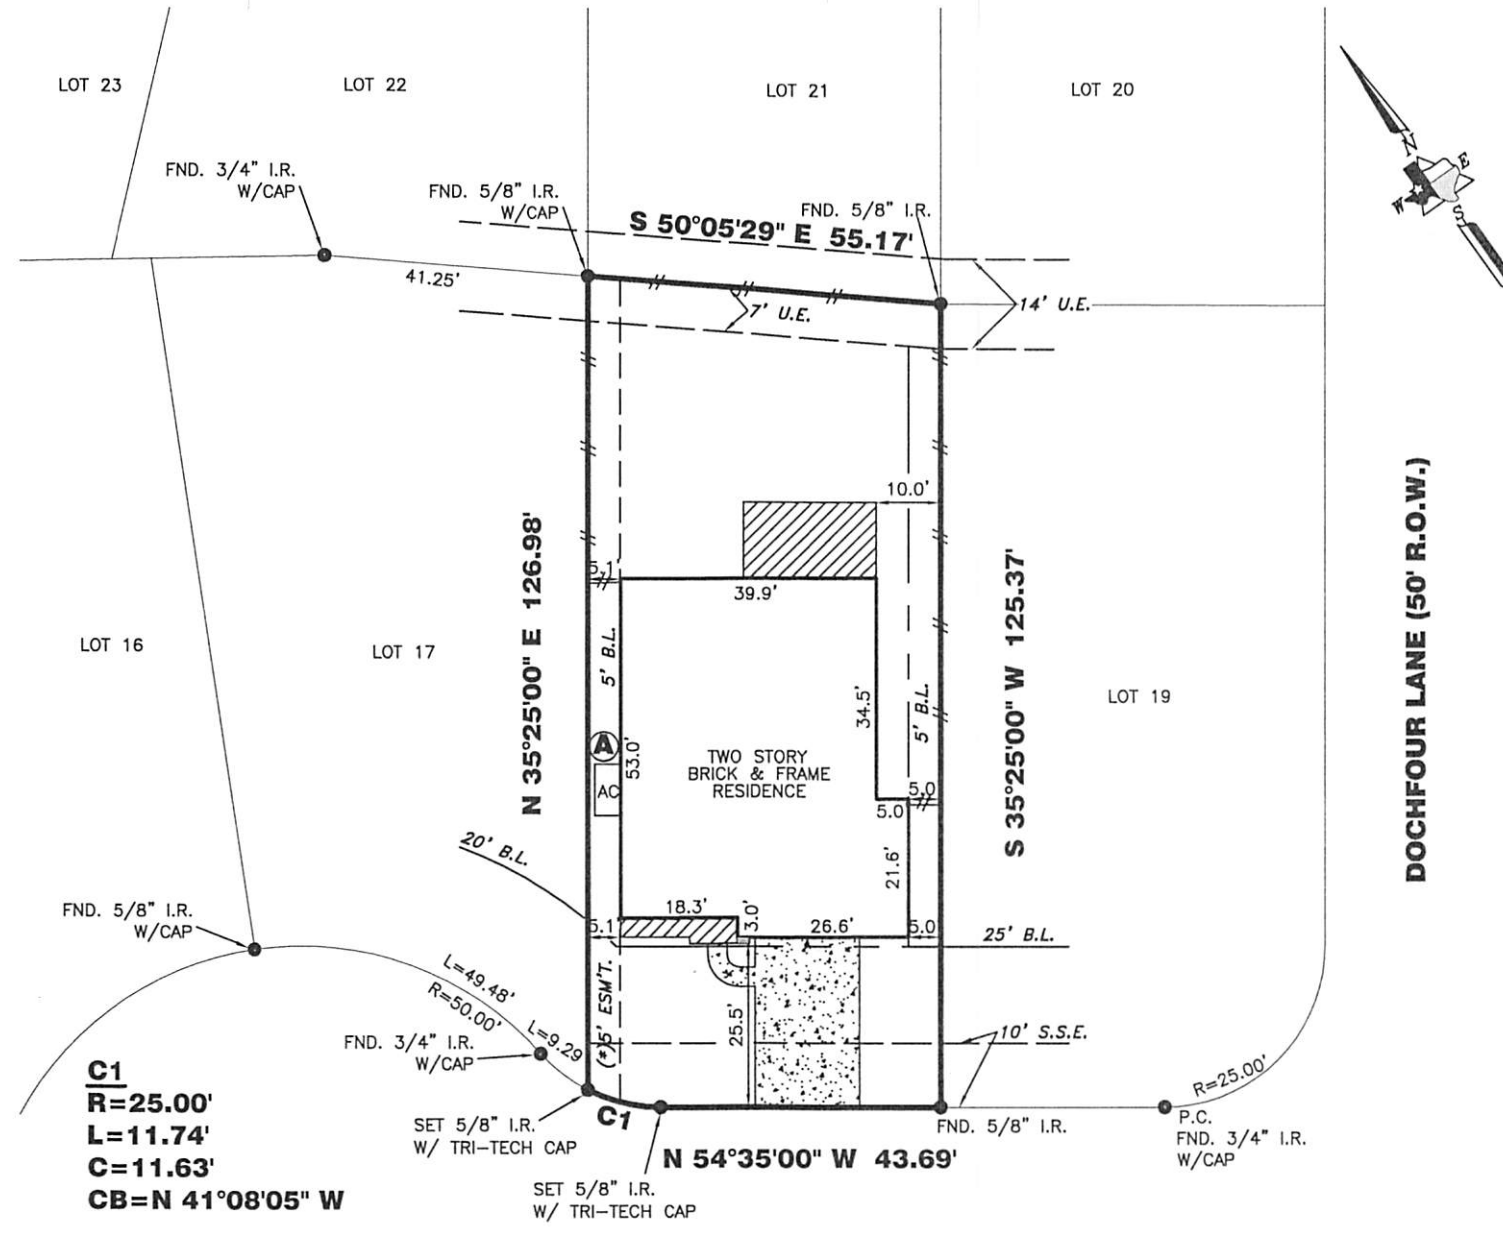 LOT 23
LOT 22
LOT 21
LOT 20
FND. 3/4" I.R.
W/CAP
FND. 5/8" I.R.
W/CAP
FND. 5/8" I.R.
S 50°05'29" E 55.17'
N
E
W
S
41.25'
7' U.E.
14' U.E.
10.0'
5.1'
39.9'
N 35°25'00" E 126.98'
S 35°25'00" W 125.37'
DOCHFOUR LANE (50' R.O.W.)
LOT 16
LOT 17
LOT 19
5' B.L.
34.5'
5' B.L.
A
53.0'
AC
TWO STORY
BRICK & FRAME
RESIDENCE
5.0
5.0
20' B.L.
21.6'
FND. 5/8" I.R.
W/CAP
18.3'
3.0'
5.1
26.6'
5.0
25' B.L.
L=49.48'
R=50.00'
L=9.29
(*)5' ESM'T.
25.5'
10' S.S.E.
FND. 3/4" I.R.
W/CAP
R=25.00'
C1
R=25.00'
L=11.74'
C=11.63'
CB=N 41°08'05" W
SET 5/8" I.R.
W/ TRI-TECH CAP
C1
FND. 5/8" I.R.
P.C.
FND. 3/4" I.R.
W/CAP
N 54°35'00" W 43.69'
SET 5/8" I.R.
W/ TRI-TECH CAP